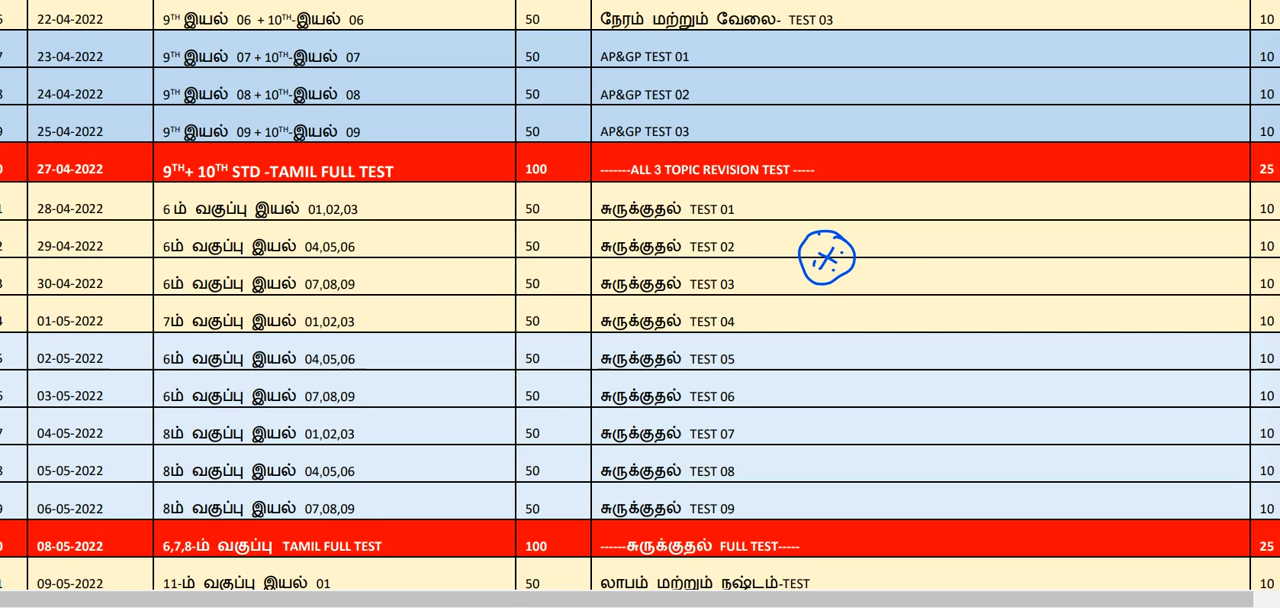 22-04-2022 9TH இயல் 06 + 10TH-இயல் 06 50 நேரம் மற்றும் வேலை- TEST 03 10
23-04-2022 9TH இயல் 07 + 10TH-இயல் 07 50 AP&GP TEST 01 10
24-04-2022 9TH இயல் 08 + 10TH-இயல் 08 50 AP&GP TEST 02 10
25-04-2022 9TH இயல் 09 + 10TH-இயல் 09 50 AP&GP TEST 03 10
27-04-2022 9TH+ 10TH STD -TAMIL FULL TEST 100 -------ALL 3 TOPIC REVISION TEST ----- 25
28-04-2022 6 ம் வகுப்பு இயல் 01,02,03 50 சுருக்குதல் TEST 01 10
29-04-2022 6ம் வகுப்பு இயல் 04,05,06 50 சுருக்குதல் TEST 02 10
30-04-2022 6ம் வகுப்பு இயல் 07,08,09 50 சுருக்குதல் TEST 03 10
01-05-2022 7ம் வகுப்பு இயல் 01,02,03 50 சுருக்குதல் TEST 04 10
02-05-2022 6ம் வகுப்பு இயல் 04,05,06 50 சுருக்குதல் TEST 05 10
03-05-2022 6ம் வகுப்பு இயல் 07,08,09 50 சுருக்குதல் TEST 06 10
04-05-2022 8ம் வகுப்பு இயல் 01,02,03 50 சுருக்குதல் TEST 07 10
05-05-2022 8ம் வகுப்பு இயல் 04,05,06 50 சுருக்குதல் TEST 08 10
06-05-2022 8ம் வகுப்பு இயல் 07,08,09 50 சுருக்குதல் TEST 09 10
08-05-2022 6,7,8-ம் வகுப்பு TAMIL FULL TEST 100 ------சுருக்குதல் FULL TEST----- 25
09-05-2022 11-ம் வகுப்பு இயல் 01 50 லாபம் மற்றும் நஷ்டம்-TEST 10